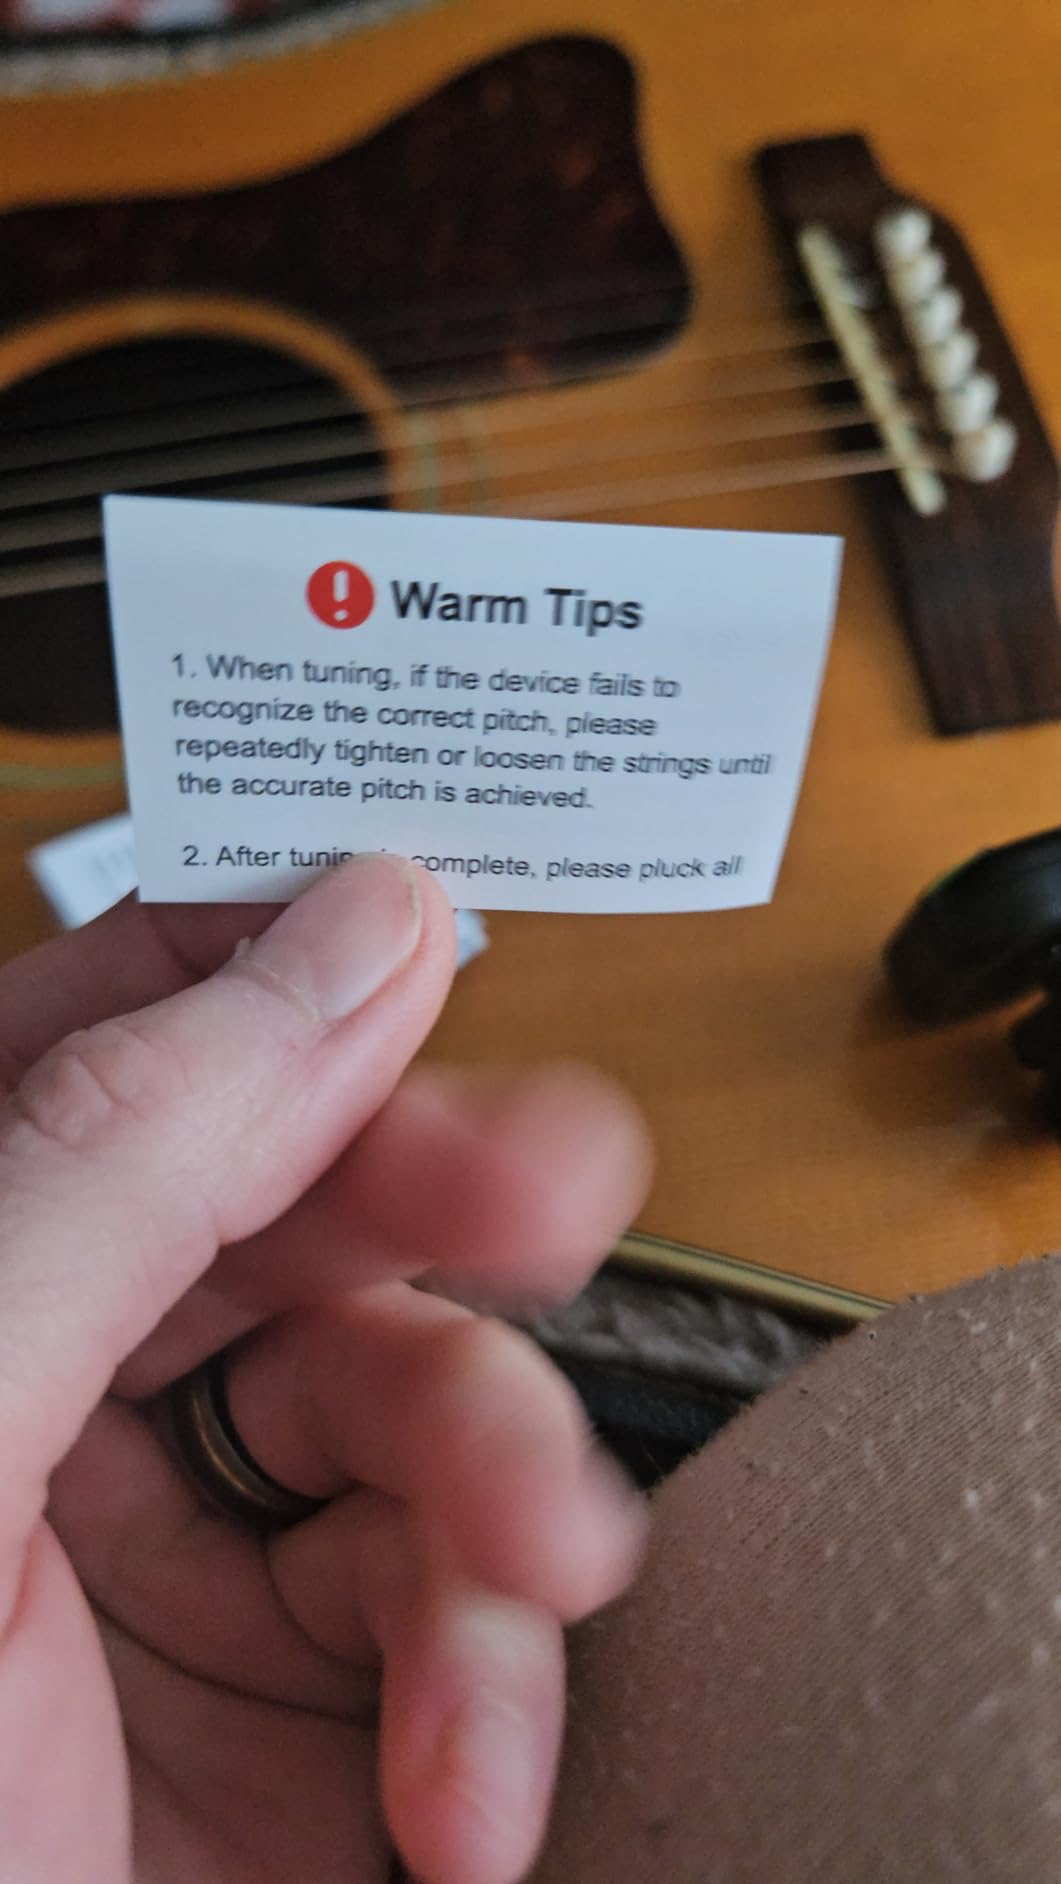 Warm Tips
1. When tuning, if the device fails to
recognize the correct pitch, please
repeatedly tighten or loosen the strings until
the accurate pitch is achieved.
2. After complete, please pluck all